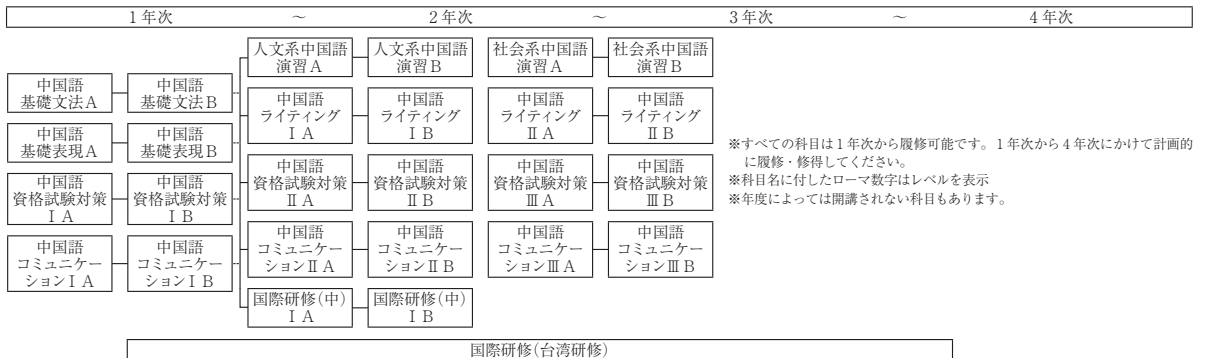 1年次 ～ 2年次 ～ 3年次 ～ 4年次
人文系中国語
演習A
人文系中国語
演習B
社会系中国語
演習A
社会系中国語
演習B
中国語
基礎文法A
中国語
基礎文法B
中国語
ライティング
ⅠA
中国語
ライティング
ⅠB
中国語
ライティング
ⅡA
中国語
ライティング
ⅡB
中国語
基礎表現A
中国語
基礎表現B
中国語
資格試験対策
ⅠA
中国語
資格試験対策
ⅠB
中国語
資格試験対策
ⅡA
中国語
資格試験対策
ⅡB
中国語
資格試験対策
ⅢA
中国語
資格試験対策
ⅢB
中国語
コミュニケー
ションⅠA
中国語
コミュニケー
ションⅠB
中国語
コミュニケー
ションⅡA
中国語
コミュニケー
ションⅡB
中国語
コミュニケー
ションⅢA
中国語
コミュニケー
ションⅢB
国際研修(中)
ⅠA
国際研修(中)
ⅠB
国際研修(台湾研修)
※すべての科目は1年次から履修可能です。1年次から4年次にかけて計画的
に履修・修得してください。
※科目名に付したローマ数字はレベルを表示
※年度によっては開講されない科目もあります。